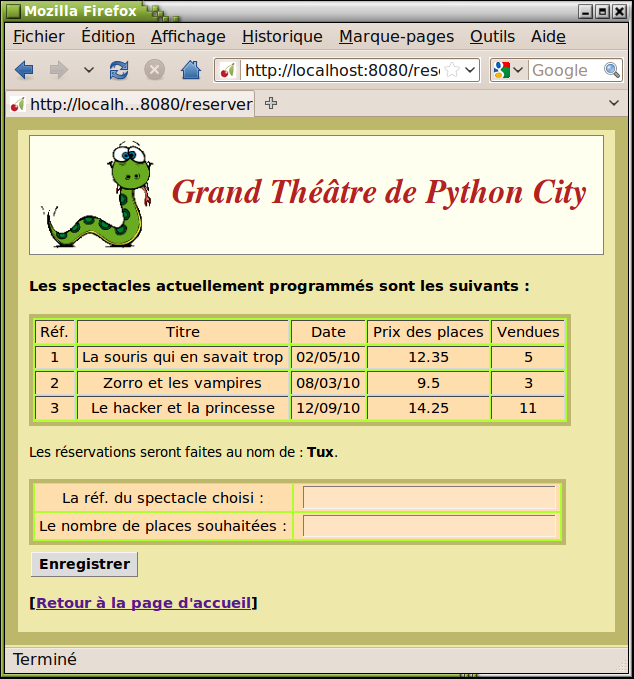 Mozilla Firefox
Fichier Édition Affichage Historique Marque-pages Outils Aide
http://localhost:8080/res Google
http://localh...8080/reserver
Grand Théâtre de Python City
Les spectacles actuellement programmés sont les suivants :
Réf. Titre Date Prix des places Vendues
1 La souris qui en savait trop 02/05/10 12.35 5
2 Zorro et les vampires 08/03/10 9.5 3
3 Le hacker et la princesse 12/09/10 14.25 11
Les réservations seront faites au nom de : Tux.
La réf. du spectacle choisi :
Le nombre de places souhaitées :
Enregistrer
[Retour à la page d'accueil]
Terminé